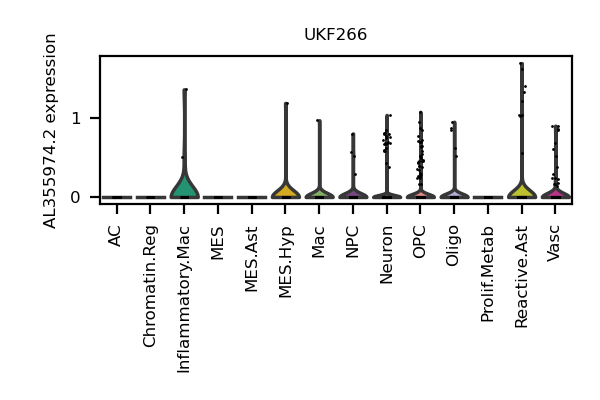 UKF266
AL355974.2 expression
1
0
AC
Chromatin.Reg
Inflammatory.Mac
MES
MES.Ast
MES.Hyp
Mac
NPC
Neuron
OPC
Oligo
Prolif.Metab
Reactive.Ast
Vasc